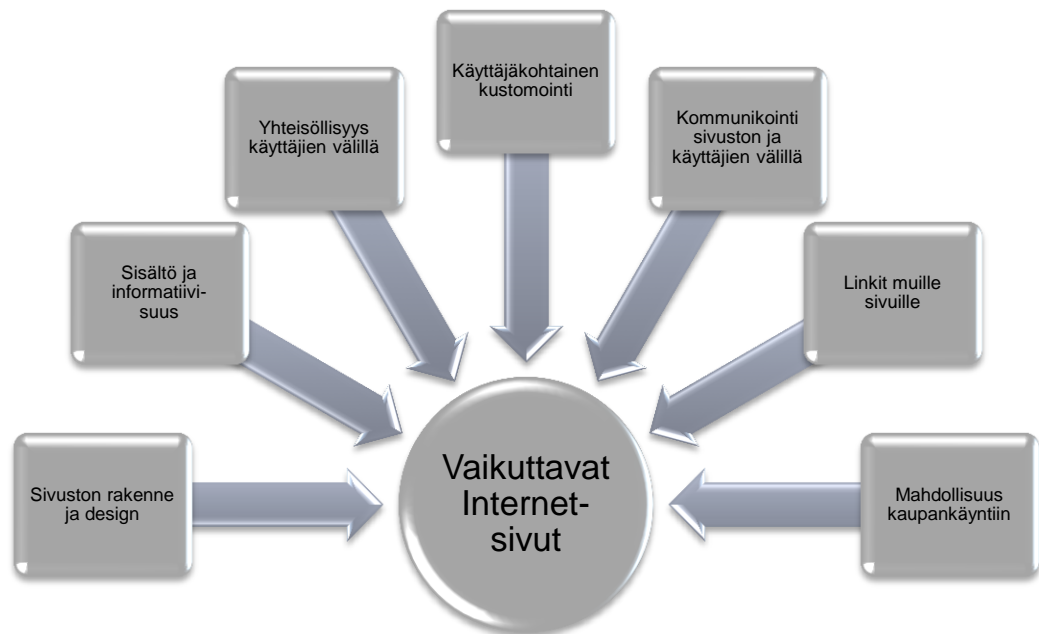 Käyttäjäkohtainen
kustomointi
Yhteisöllisyys
käyttäjien välillä
Kommunikointi
sivuston ja
käyttäjien välillä
Sisältö ja
informatiivi-
suus
Linkit muille
sivuille
Sivuston rakenne
ja design
Vaikuttavat
Internet-
sivut
Mahdollisuus
kaupankäyntiin